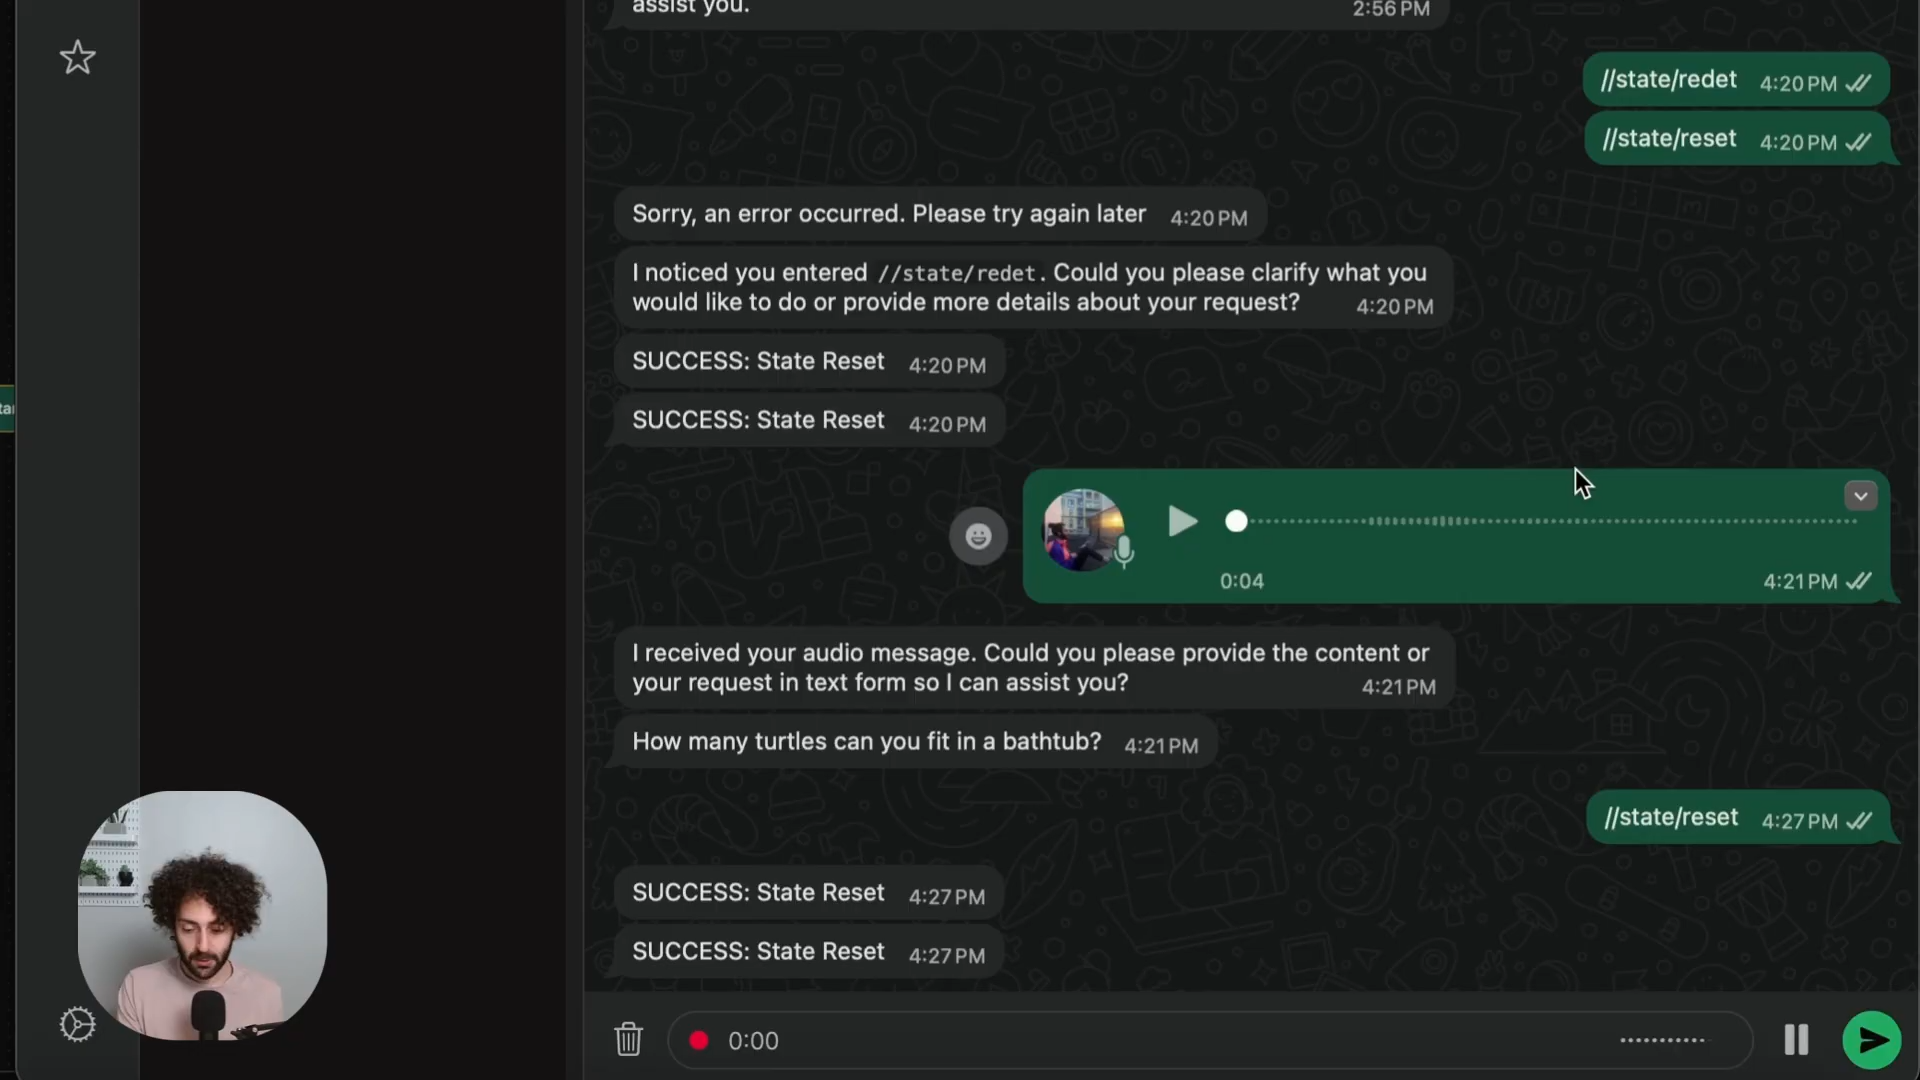 assist you.
2:56 PM
//state/redet 4:20 PM
//state/reset 4:20 PM
Sorry, an error occurred. Please try again later 4:20 PM
I noticed you entered //state/redet. Could you please clarify what you
would like to do or provide more details about your request? 4:20 PM
SUCCESS: State Reset 4:20 PM
SUCCESS: State Reset 4:20 PM
0:04 4:21 PM
I received your audio message. Could you please provide the content or
your request in text form so I can assist you? 4:21 PM
How many turtles can you fit in a bathtub? 4:21 PM
//state/reset 4:27 PM
SUCCESS: State Reset 4:27 PM
SUCCESS: State Reset 4:27 PM
0:00